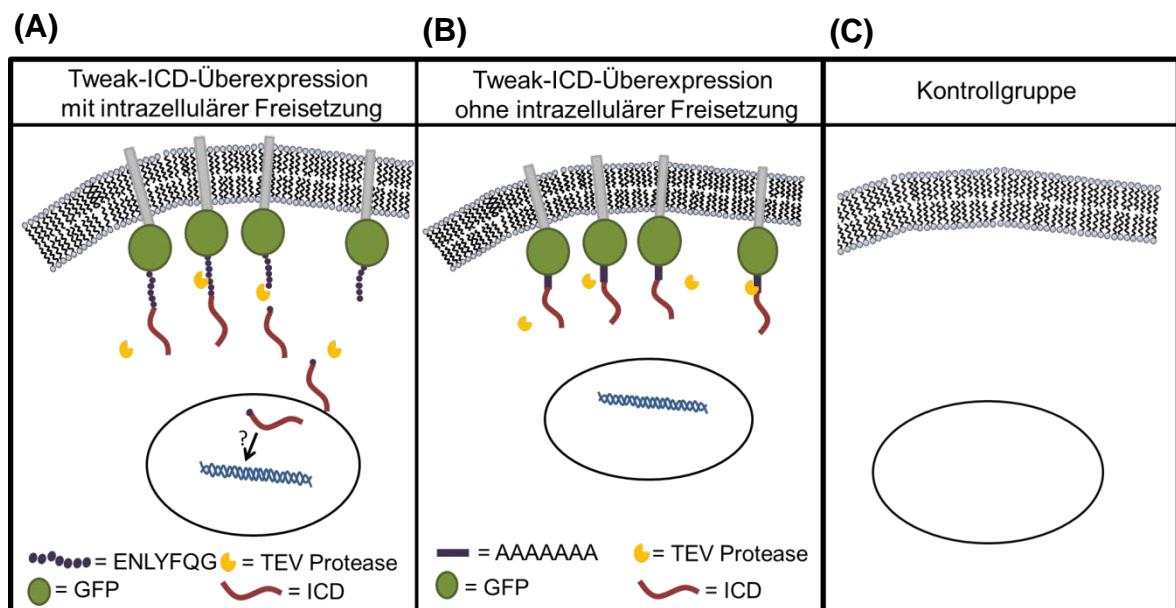 (A)
(B)
(C)
Tweak-ICD-Überexpression
mit intrazellulärer Freisetzung
Tweak-ICD-Überexpression
ohne intrazellulärer Freisetzung
Kontrollgruppe
?
= ENLYFQG
= TEV Protease
= GFP
= ICD
= AAAAAAA
= TEV Protease
= GFP
= ICD